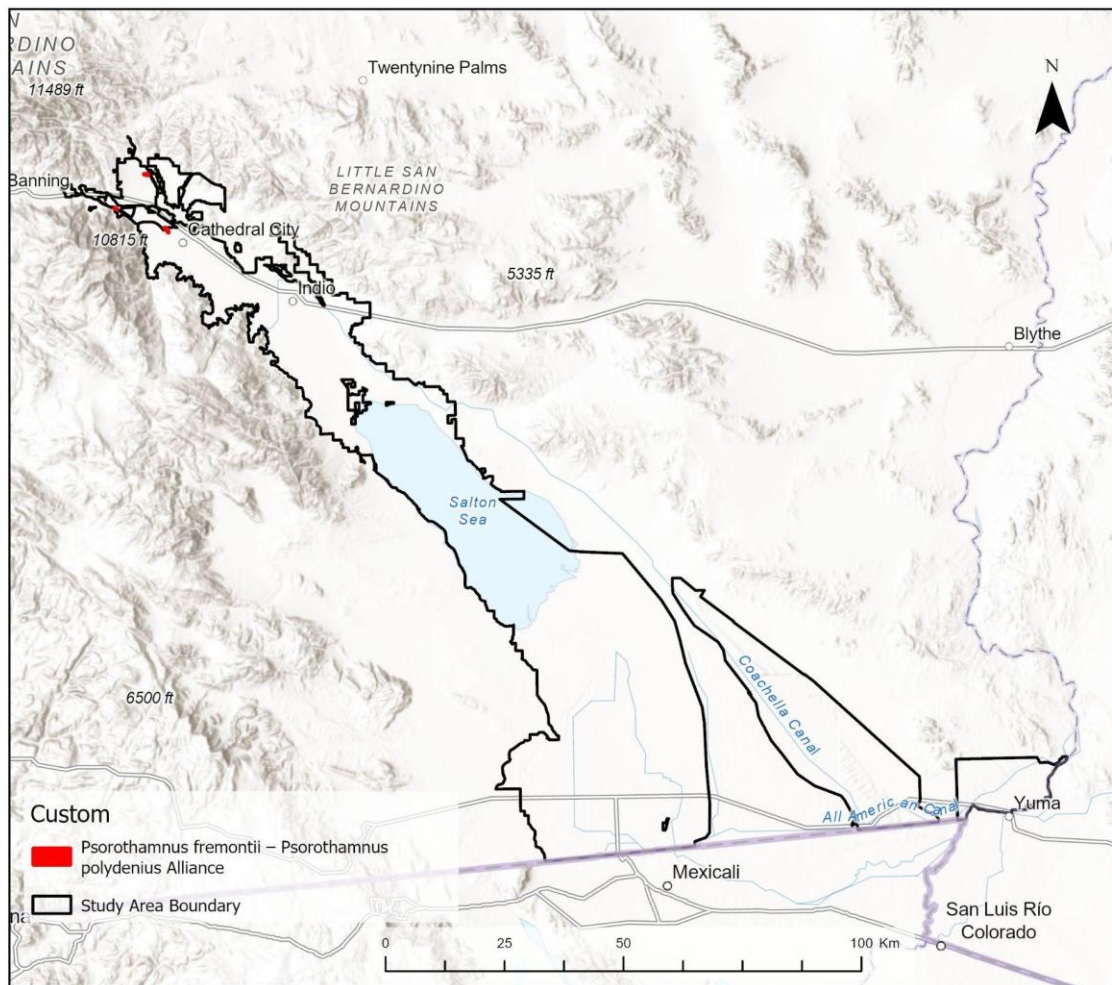 N
RDINO
AINS
11489 ft
Twentynine Palms
N
Banning
LITTLE SAN
BERNARDINO
MOUNTAINS
10815 ft
Cathedral City
5335 ft
Indio
Blythe
Salton
Sea
Coachella Canal
6500 ft
All American Canal
Yuma
Custom
Psorothamnus fremontii – Psorothamnus
polydenius Alliance
Study Area Boundary
Mexicali
na
San Luis Río
Colorado
0 25 50 100 Km